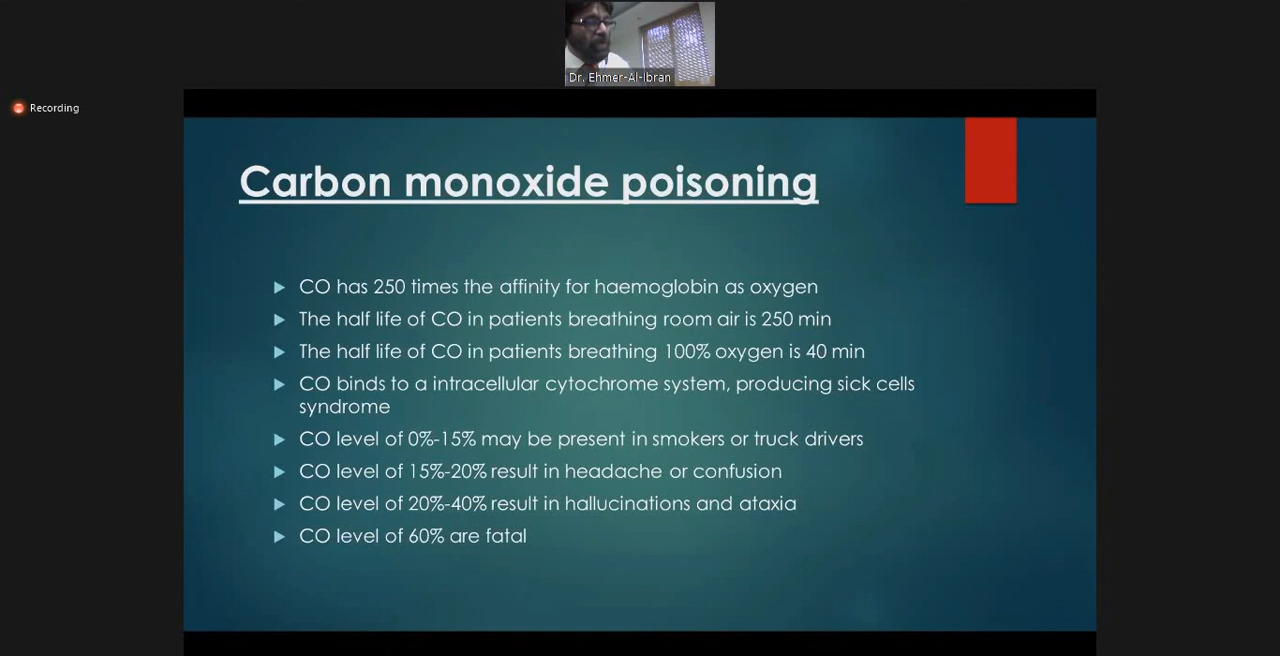 Dr. Ehmer-Al-Ibran
Recording
Carbon monoxide poisoning
CO has 250 times the affinity for haemoglobin as oxygen
The half life of CO in patients breathing room air is 250 min
The half life of CO in patients breathing 100% oxygen is 40 min
CO binds to a intracellular cytochrome system, producing sick cells
syndrome
CO level of 0%-15% may be present in smokers or truck drivers
CO level of 15%-20% result in headache or confusion
CO level of 20%-40% result in hallucinations and ataxia
CO level of 60% are fatal